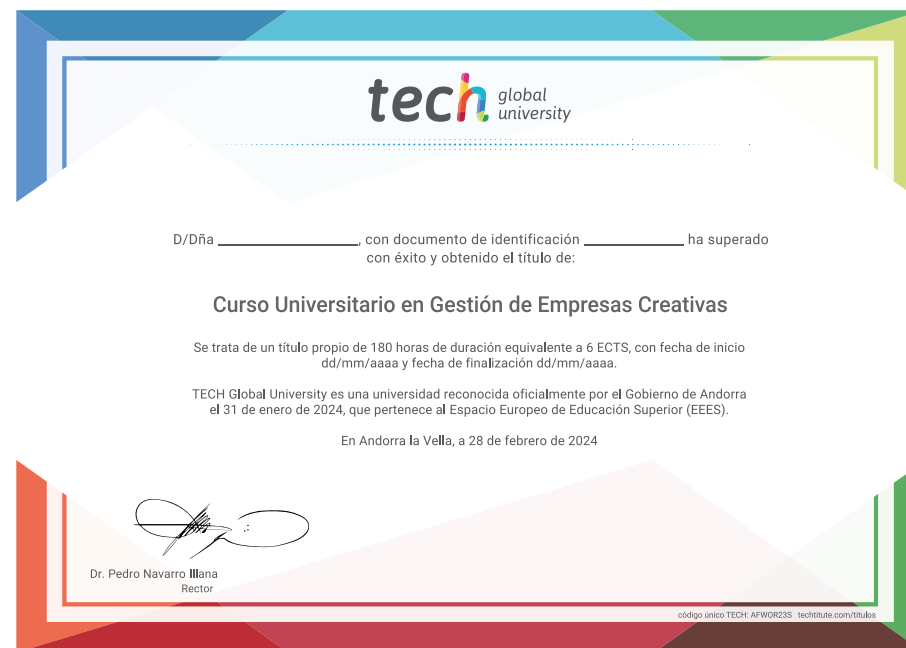 tech global university
D/Dña ______________, con documento de identificación __________ ha superado
con éxito y obtenido el título de:
Curso Universitario en Gestión de Empresas Creativas
Se trata de un título propio de 180 horas de duración equivalente a 6 ECTS, con fecha de inicio
dd/mm/aaaa y fecha de finalización dd/mm/aaaa.
TECH Global University es una universidad reconocida oficialmente por el Gobierno de Andorra
el 31 de enero de 2024, que pertenece al Espacio Europeo de Educación Superior (EEES).
En Andorra la Vella, a 28 de febrero de 2024
Dr. Pedro Navarro Illana
Rector
código único TECH: AFWOR23S techtitute.com/titulos